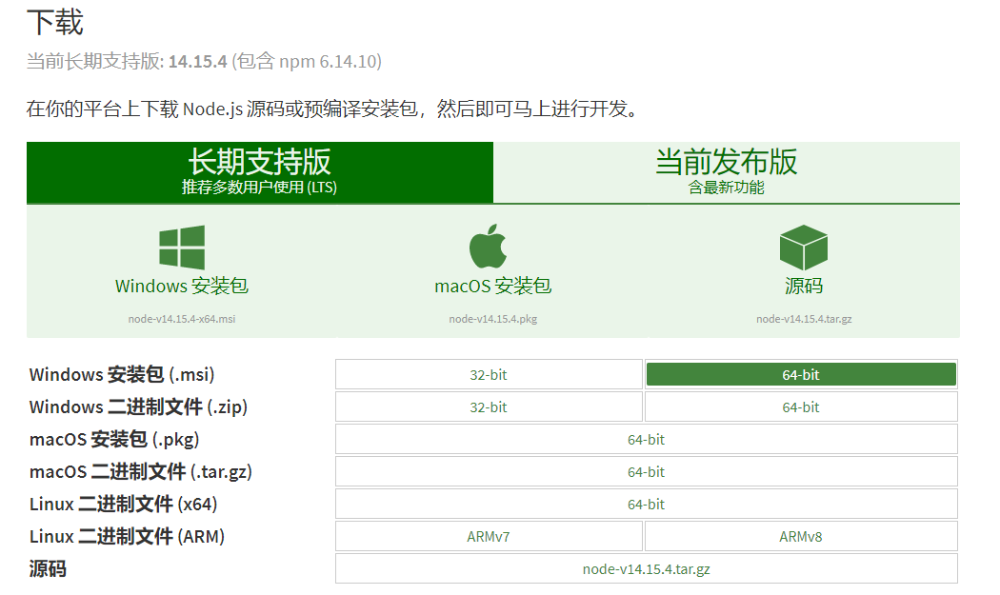 下载
当前长期支持版: 14.15.4 (包含 npm 6.14.10)
在你的平台上下载 Node.js 源码或预编译安装包，然后即可马上进行开发。
长期支持版
推荐多数用户使用 (LTS)
当前发布版
含最新功能
Windows 安装包
node-v14.15.4-x64.msi
macOS 安装包
node-v14.15.4.pkg
源码
node-v14.15.4.tar.gz
Windows 安装包 (.msi) 32-bit 64-bit
Windows 二进制文件 (.zip) 32-bit 64-bit
macOS 安装包 (.pkg) 64-bit
macOS 二进制文件 (.tar.gz) 64-bit
Linux 二进制文件 (x64) 64-bit
Linux 二进制文件 (ARM) ARMv7 ARMv8
源码 node-v14.15.4.tar.gz